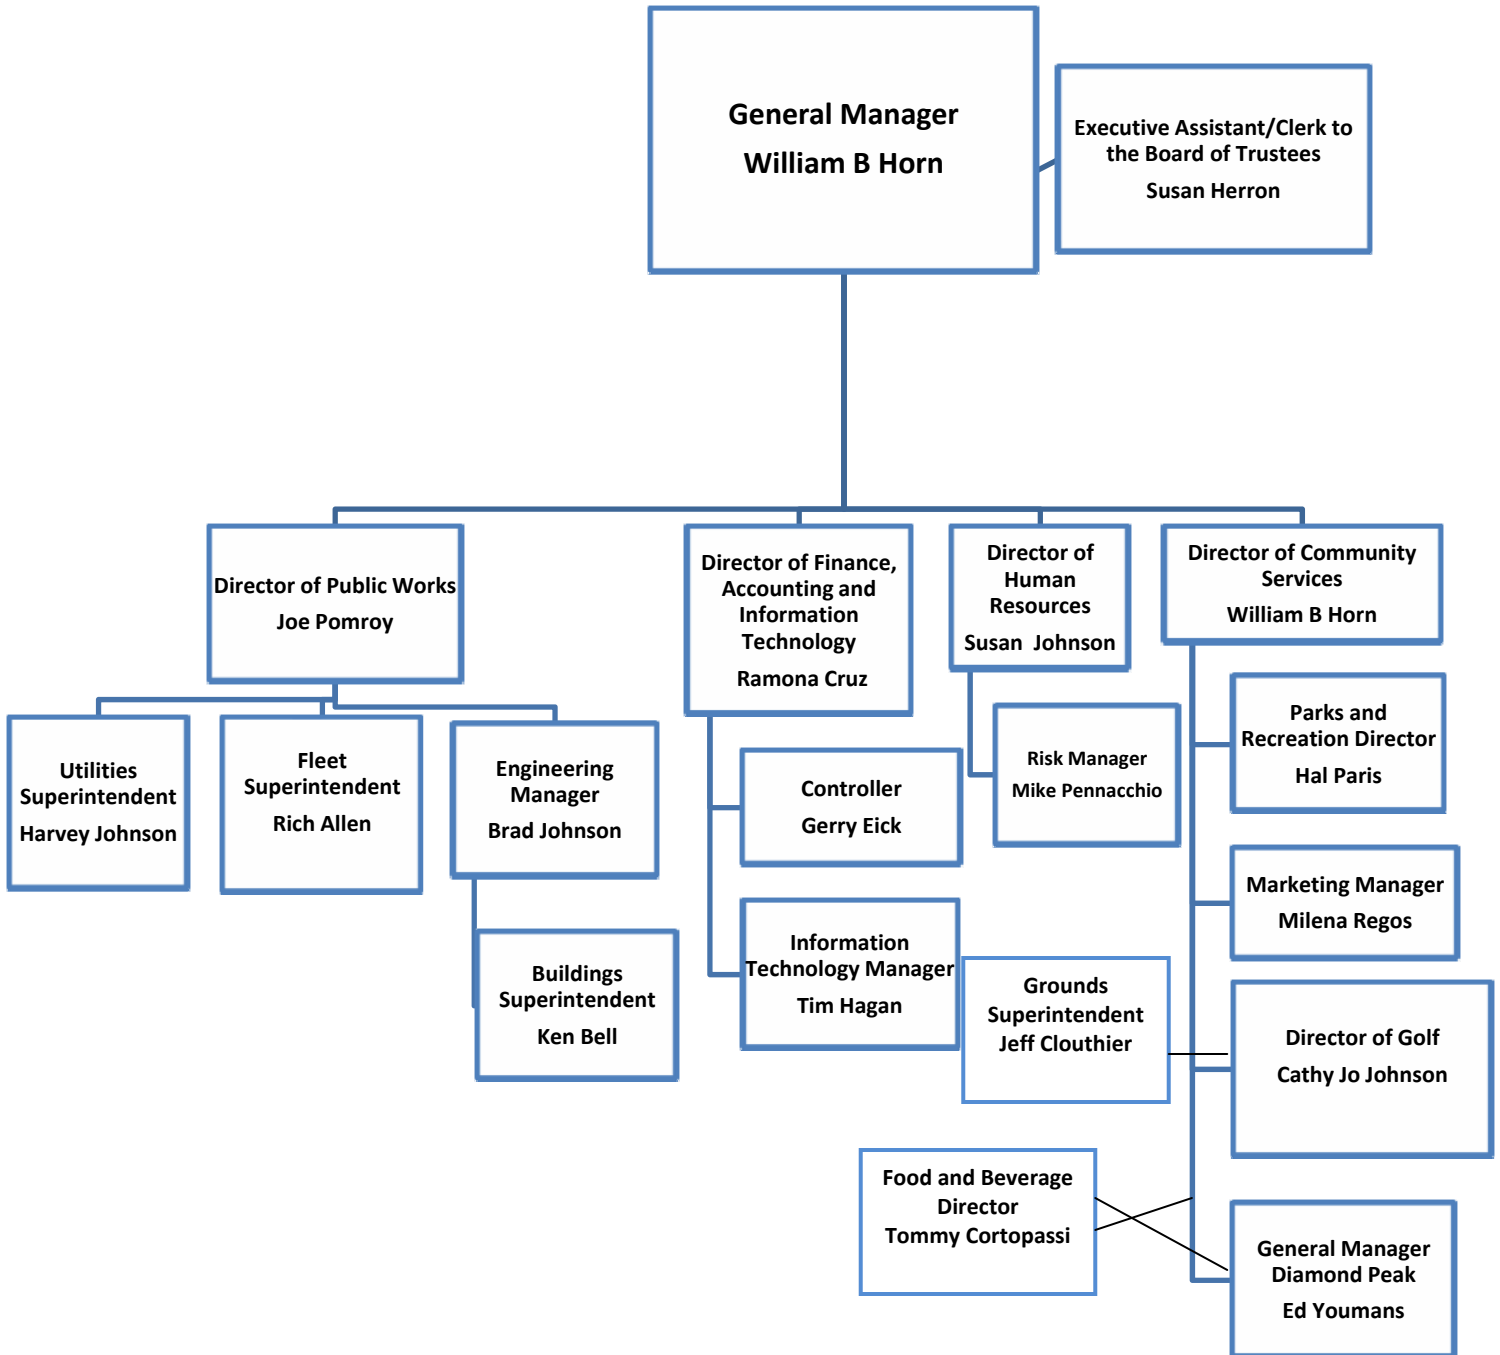 General Manager
William B Horn
Executive Assistant/Clerk to
the Board of Trustees
Susan Herron
Director of Public Works
Joe Pomroy
Director of Finance,
Accounting and
Information
Technology
Ramona Cruz
Director of
Human
Resources
Susan  Johnson
Director of Community
Services
William B Horn
Utilities
Superintendent
Harvey Johnson
Fleet
Superintendent
Rich Allen
Engineering
Manager
Brad Johnson
Buildings
Superintendent
Ken Bell
Controller
Gerry Eick
Information
Technology Manager
Tim Hagan
Risk Manager
Mike Pennacchio
Parks and
Recreation Director
Hal Paris
Marketing Manager
Milena Regos
Grounds
Superintendent
Jeff Clouthier
Director of Golf
Cathy Jo Johnson
Food and Beverage
Director
Tommy Cortopassi
General Manager
Diamond Peak
Ed Youmans